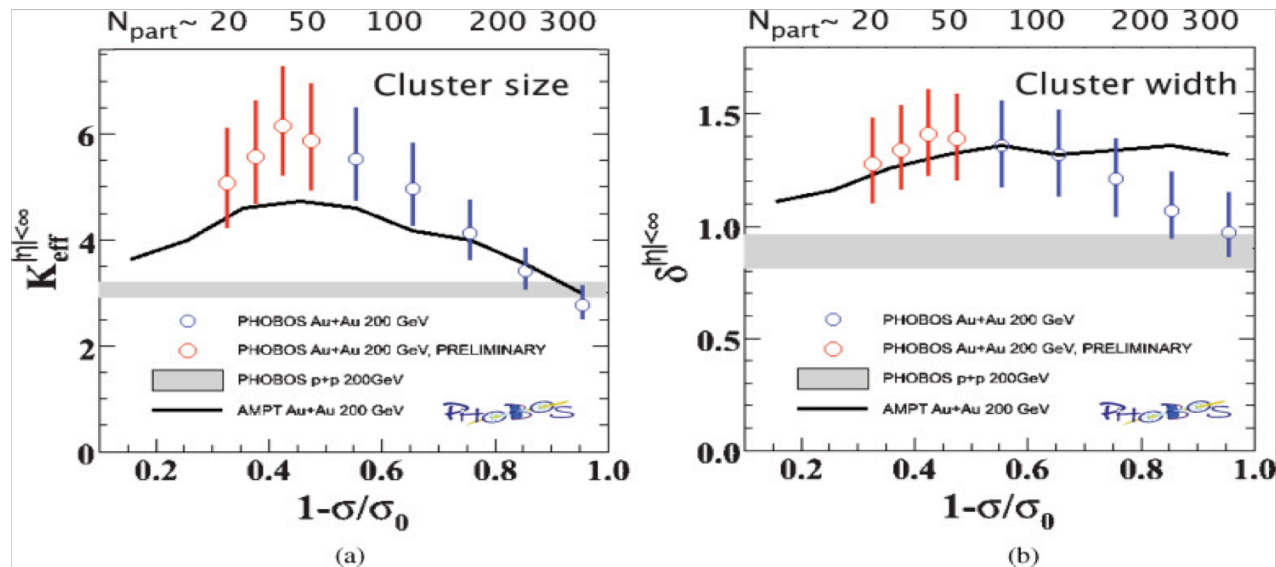 N_part~ 20 50 100 200 300
Cluster size
K_eff^|η|<∞
6
4
2
0
PHOBOS Au+Au 200 GeV
PHOBOS Au+Au 200 GeV, PRELIMINARY
PHOBOS p+p 200GeV
AMPT Au+Au 200 GeV
PHOBOS
0.2 0.4 0.6 0.8 1.0
1-σ/σ₀
(a)
N_part~ 20 50 100 200 300
Cluster width
δ^|η|<∞
1.5
1.0
0.5
0.0
PHOBOS Au+Au 200 GeV
PHOBOS Au+Au 200 GeV, PRELIMINARY
PHOBOS p+p 200GeV
AMPT Au+Au 200 GeV
PHOBOS
0.2 0.4 0.6 0.8 1.0
1-σ/σ₀
(b)